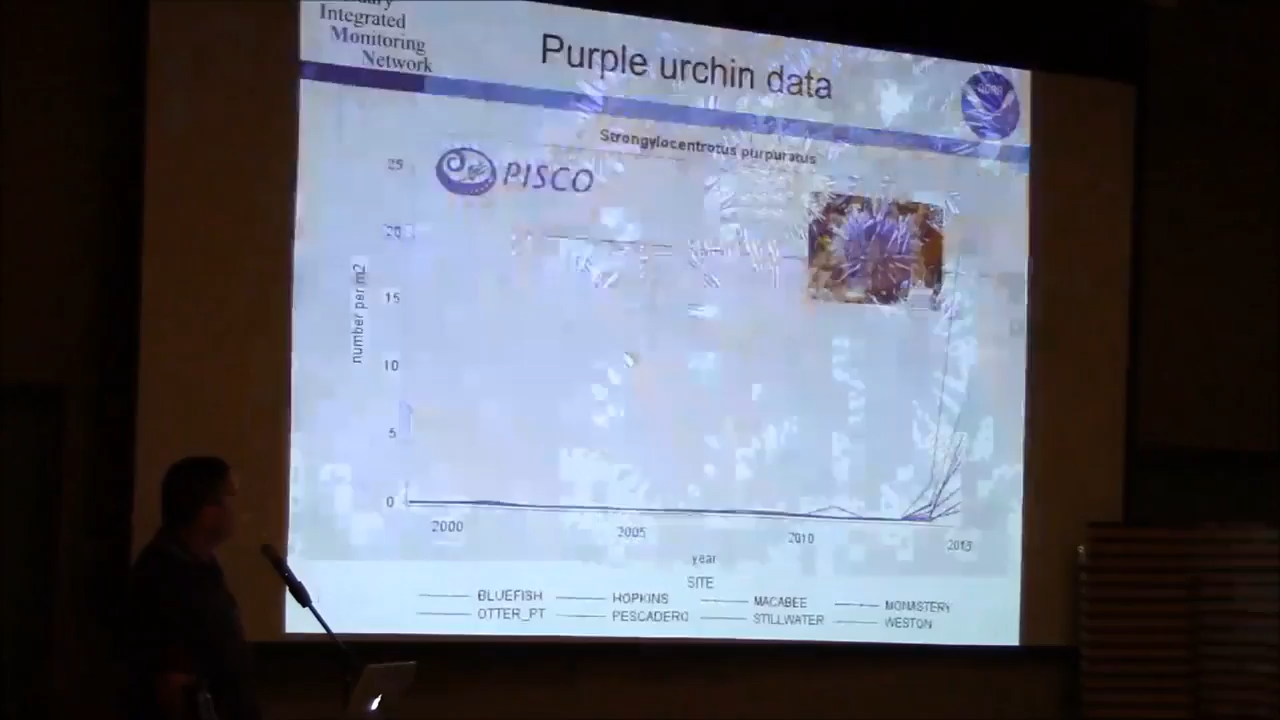 Integrated
Monitoring
Network
Purple urchin data
Strongylocentrotus purpuratus
PISCO
25
20
15
10
5
0
number per m2
2000
2005
2010
2015
year
SITE
BLUEFISH HOPKINS MACABEE MONASTERY
OTTER_PT PESCADERO STILLWATER WESTON